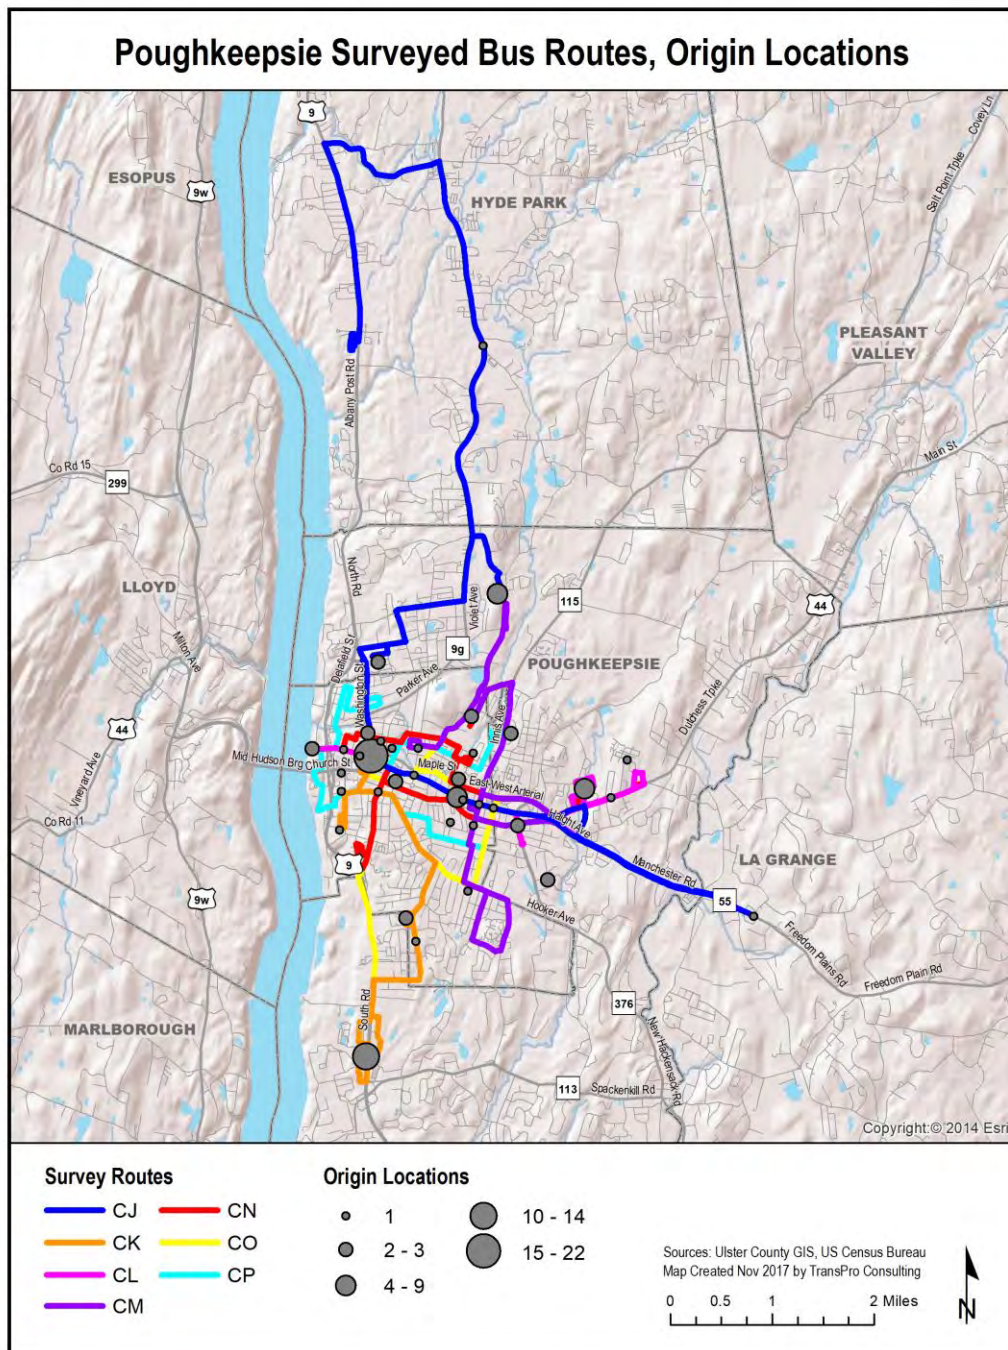 Poughkeepsie Surveyed Bus Routes, Origin Locations
9
Covey Ln
ESOPUS
9w
Salt Point Tpke
HYDE PARK
PLEASANT
VALLEY
Albany Post Rd
Main St
Co Rd 15
299
North Rd
LLOYD
Violet Ave
115
44
Milton Ave
Delafield St
9g
POUGHKEEPSIE
Washington St
Parker Ave
Dutchess Tpke
44
Innis Ave
Mid Hudson Brg
Church St
Maple St
East-West Arterial
Vineyard Ave
Co Rd 11
Haight Ave
9
LA GRANGE
Manchester Rd
9w
55
Hooker Ave
Freedom Plains Rd
Freedom Plain Rd
376
South Rd
MARLBOROUGH
New Hackensack Rd
113
Spackenkill Rd
Copyright:© 2014 Esri
Survey Routes
CJ
CN
CK
CO
CL
CP
CM
Origin Locations
1
10 - 14
2 - 3
15 - 22
4 - 9
Sources: Ulster County GIS, US Census Bureau
Map Created Nov 2017 by TransPro Consulting
0 0.5 1 2 Miles
N